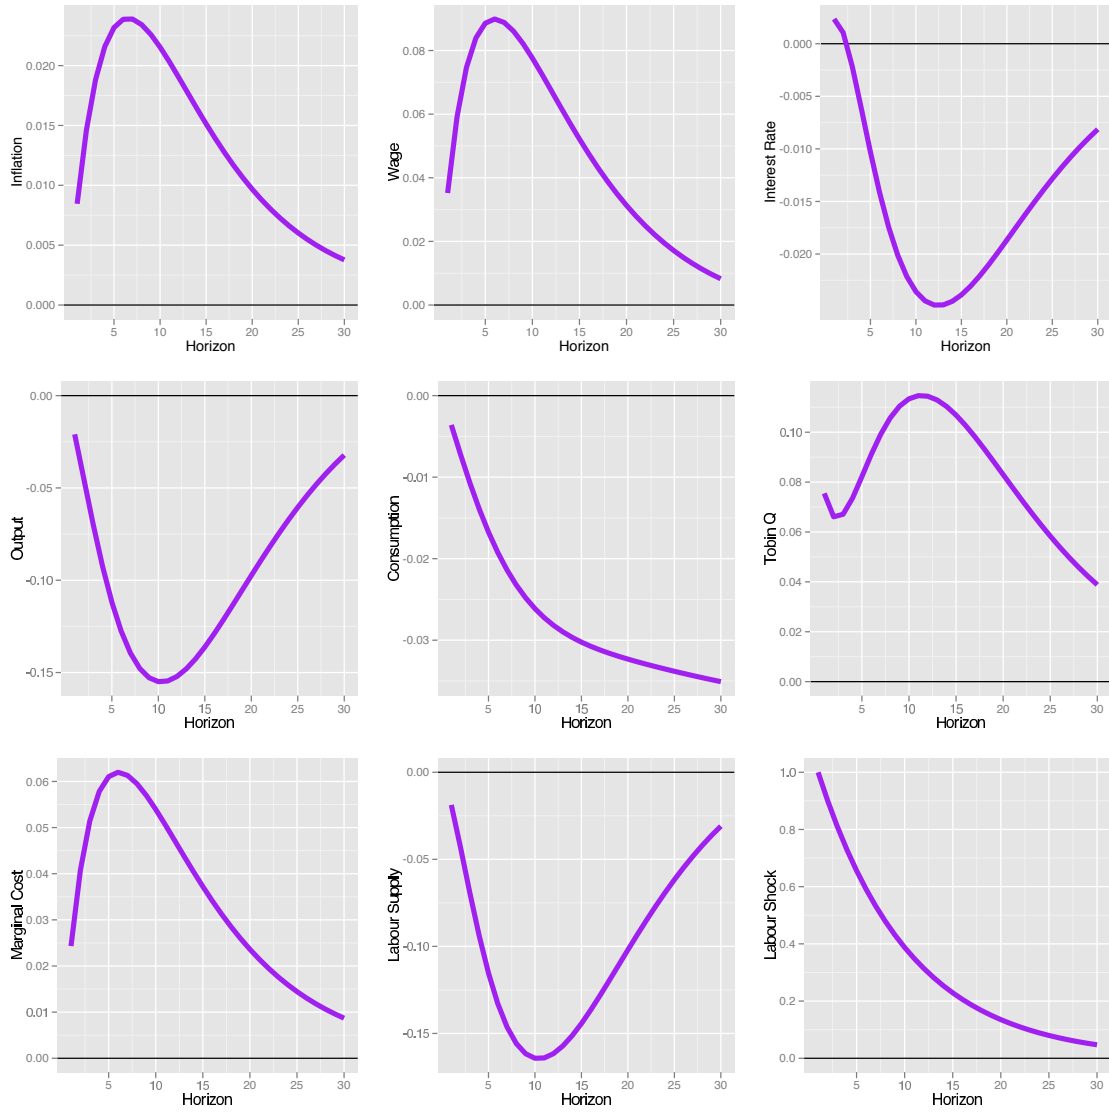 Inflation
0.020
0.015
0.010
0.005
0.000
5 10 15 20 25 30
Horizon
Wage
0.08
0.06
0.04
0.02
0.00
5 10 15 20 25 30
Horizon
Interest Rate
0.000
-0.005
-0.010
-0.015
-0.020
5 10 15 20 25 30
Horizon
Output
0.00
-0.05
-0.10
-0.15
5 10 15 20 25 30
Horizon
Consumption
0.00
-0.01
-0.02
-0.03
5 10 15 20 25 30
Horizon
Tobin Q
0.10
0.08
0.06
0.04
0.02
0.00
5 10 15 20 25 30
Horizon
Marginal Cost
0.06
0.05
0.04
0.03
0.02
0.01
0.00
5 10 15 20 25 30
Horizon
Labour Supply
0.00
-0.05
-0.10
-0.15
5 10 15 20 25 30
Horizon
Labour Shock
1.0
0.8
0.6
0.4
0.2
0.0
5 10 15 20 25 30
Horizon